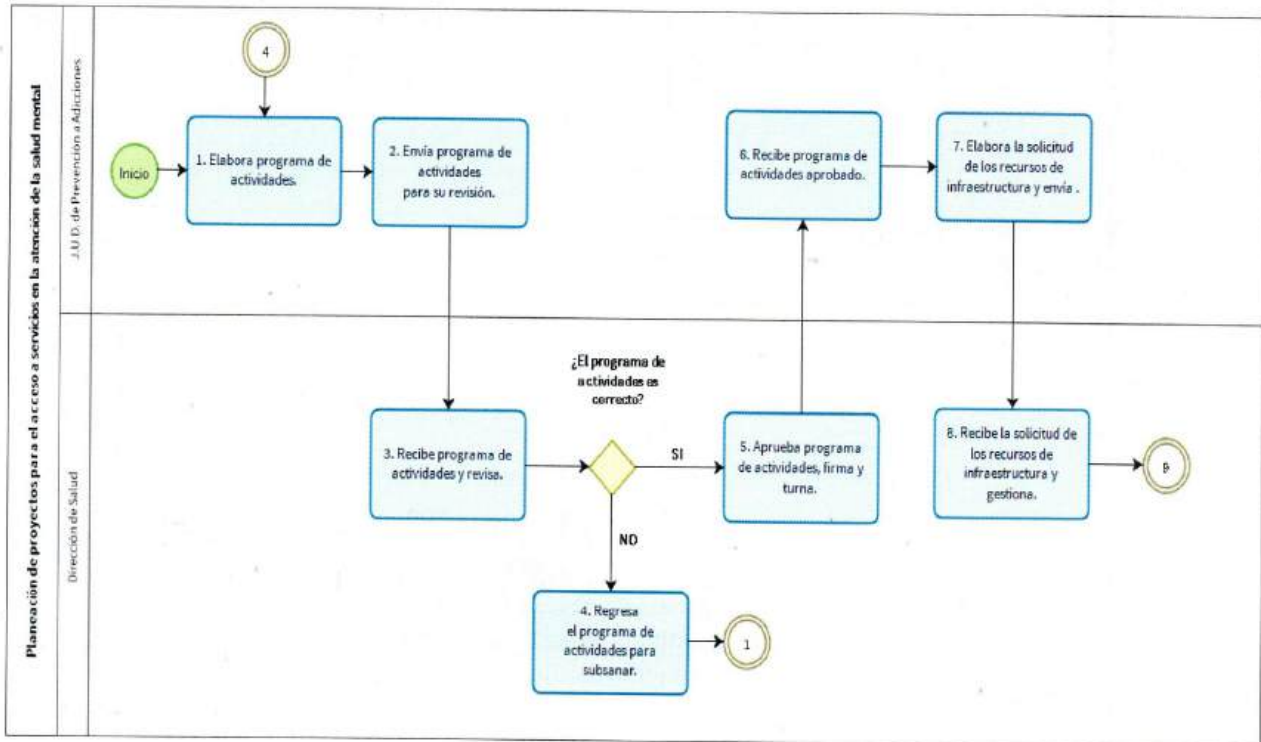 Planeación de proyectos para el acceso a servicios en la atención de la salud mental
J.U.D. de Prevención a Adicciones
4
Inicio
1. Elabora programa de
actividades.
2. Envía programa de
actividades
para su revisión.
6. Recibe programa de
actividades aprobado.
7. Elabora la solicitud
de los recursos de
infraestructura y envía .
Dirección de Salud
3. Recibe programa de
actividades y revisa.
¿El programa de
actividades es
correcto?
SI
NO
5. Aprueba programa
de actividades, firma y
turna.
8. Recibe la solicitud de
los recursos de
infraestructura y
gestiona.
4. Regresa
el programa de
actividades para
subsanar.
1